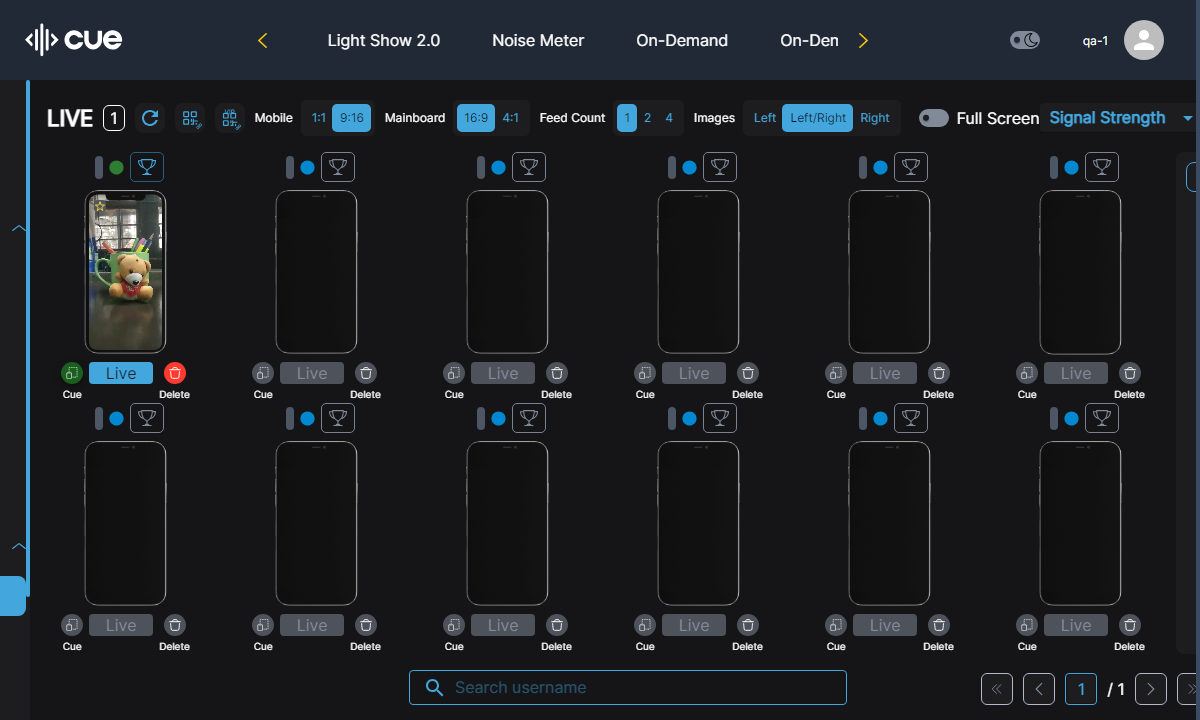 cue
Light Show 2.0
Noise Meter
On-Demand
On-Den
qa-1
LIVE 1
Mobile 1:1 9:16
Mainboard 16:9 4:1
Feed Count 1 2 4
Images Left Left/Right Right
Full Screen
Signal Strength
Live Live Live Live Live Live
Cue Delete Cue Delete Cue Delete Cue Delete Cue Delete Cue Delete
Live Live Live Live Live Live
Cue Delete Cue Delete Cue Delete Cue Delete Cue Delete Cue Delete
Search username
1 / 1